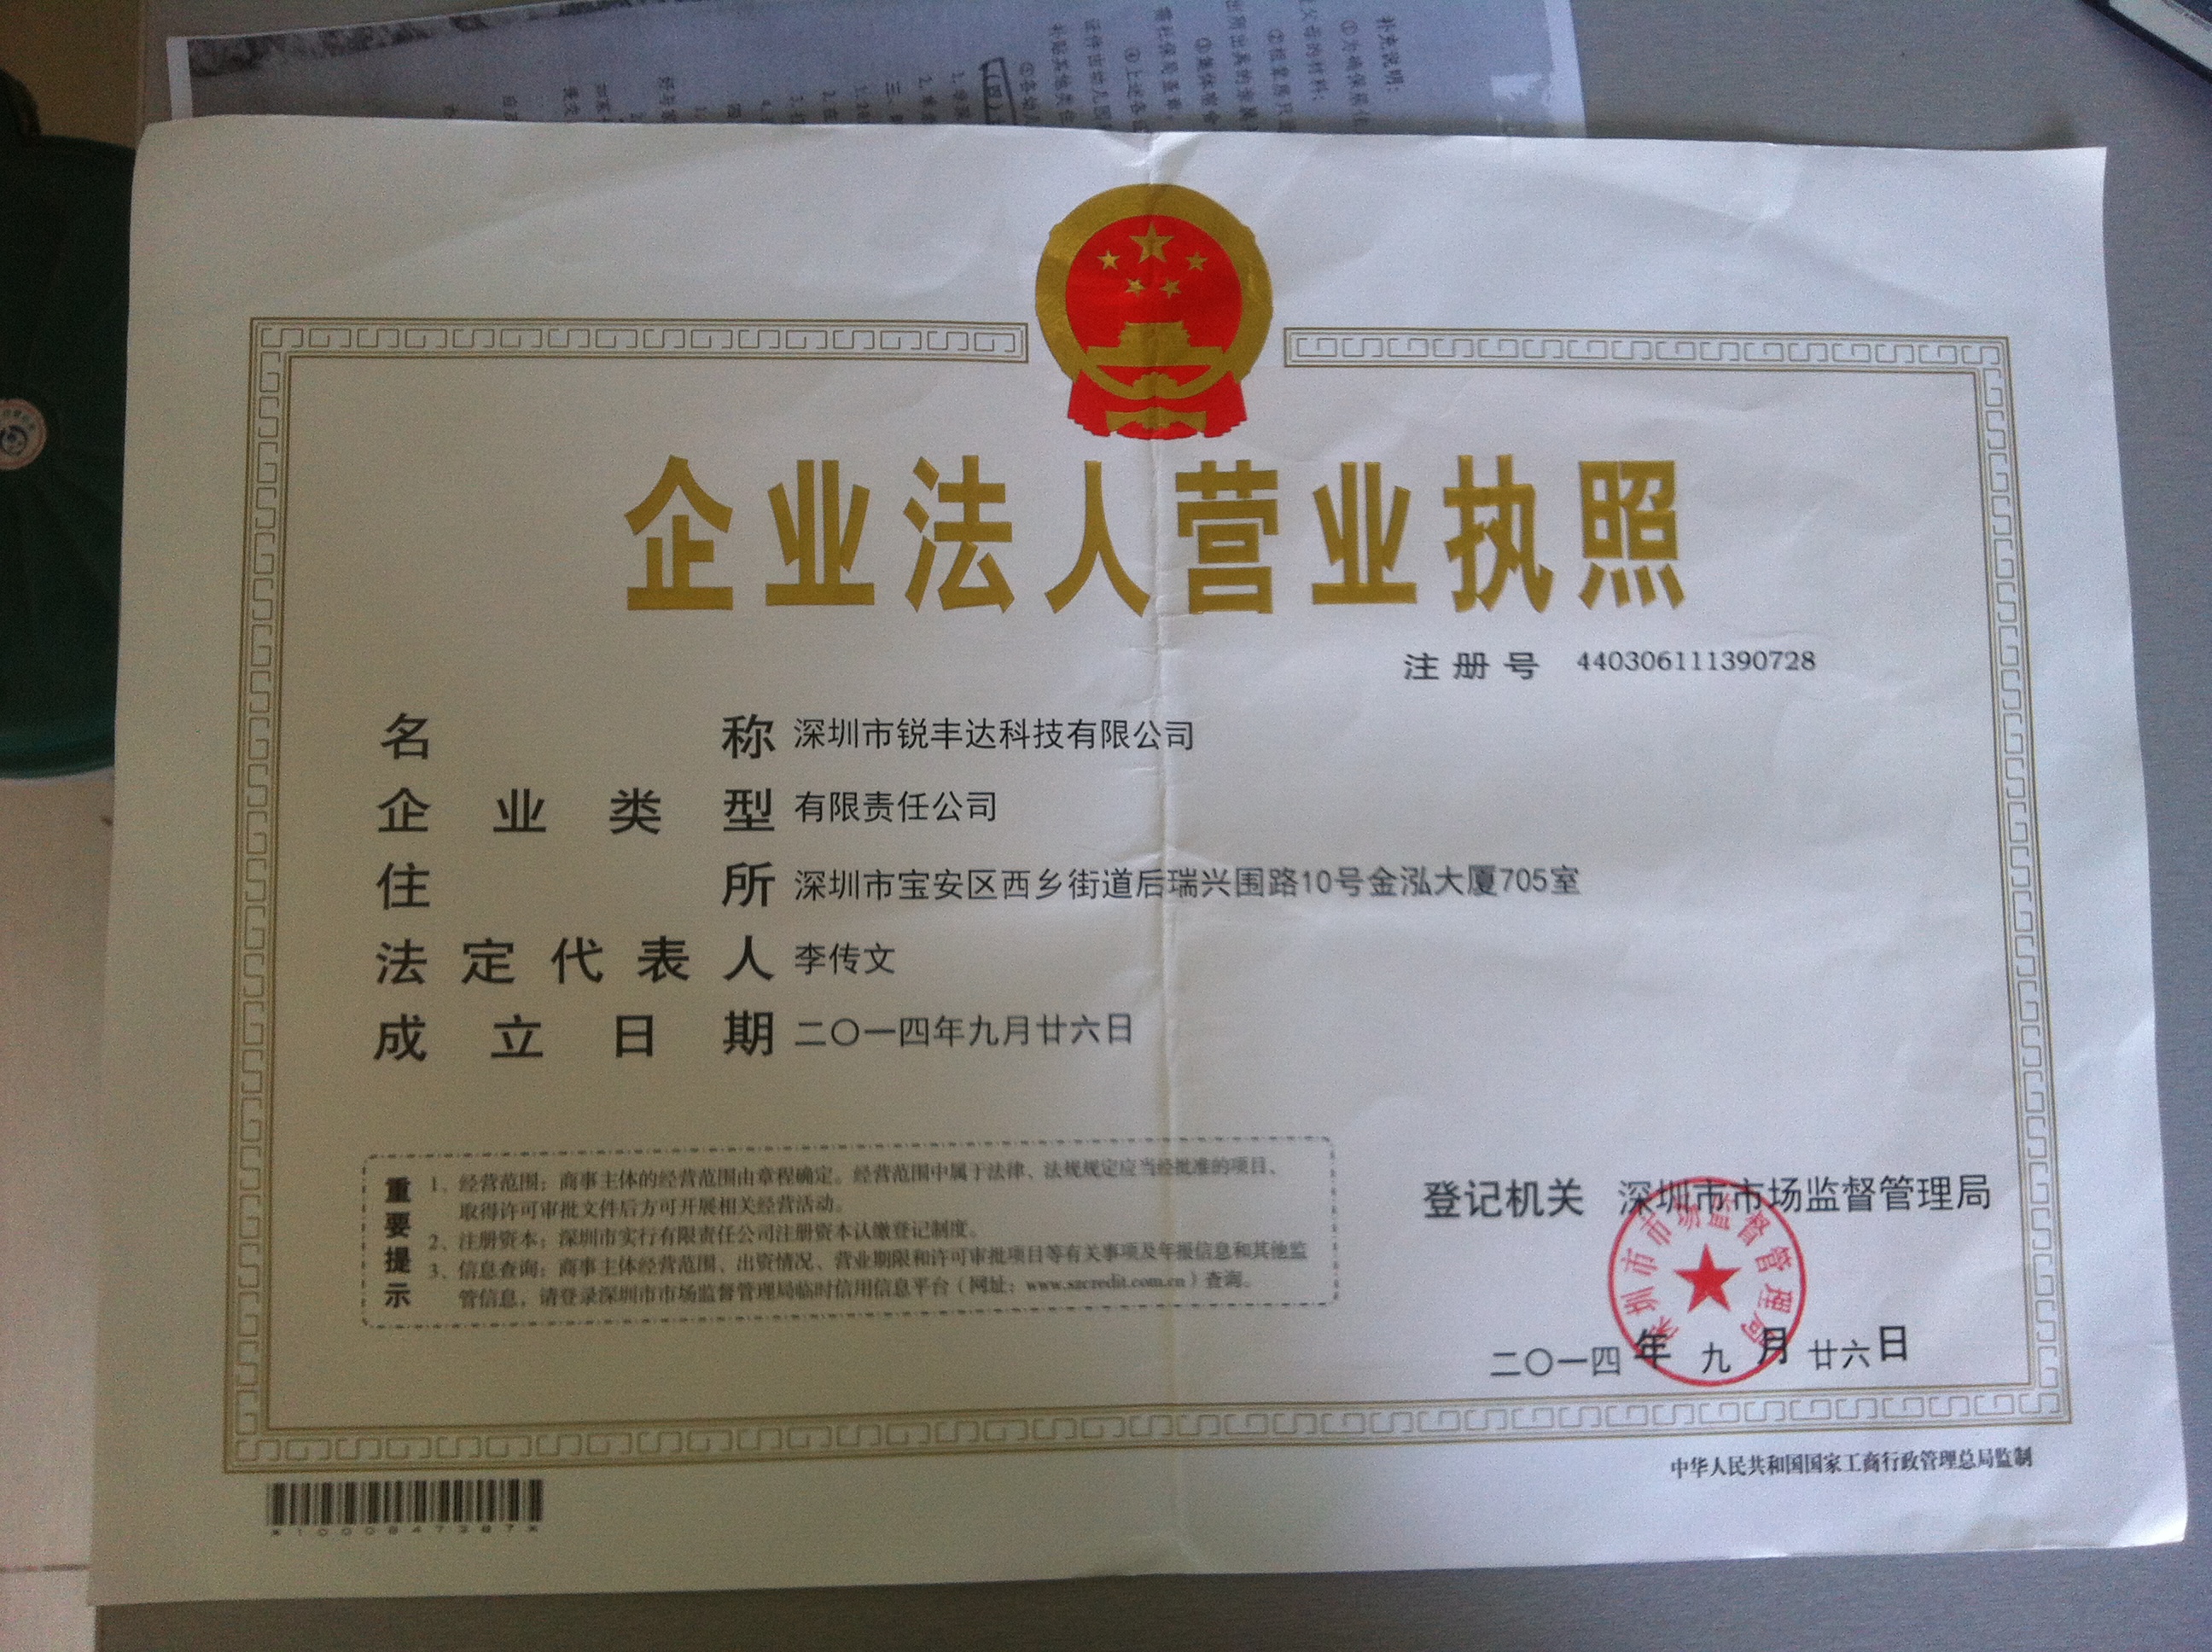 企业法人营业执照
注册号 440306111390728
名称 深圳市锐丰达科技有限公司
企业类型 有限责任公司
住所 深圳市宝安区西乡街道后瑞兴围路10号金泓大厦705室
法定代表人 李传文
成立日期 二〇一四年九月廿六日
重要提示
1、经营范围：商事主体的经营范围由章程确定。经营范围中属于法律、法规规定应当经批准的项目、
取得许可审批文件后方可开展相关经营活动。
2、注册资本：深圳市实行有限责任公司注册资本认缴登记制度。
3、信息查询：商事主体经营范围、出资情况、营业期限和许可审批项目等有关事项及年报信息和其他监
管信息，请登录深圳市市场监督管理局临时信用信息平台（网址：www.szcredit.com.cn）查询。
登记机关 深圳市市场监督管理局
深圳市市场监督管理局
二〇一四年九月廿六日
中华人民共和国国家工商行政管理总局监制
补充说明：